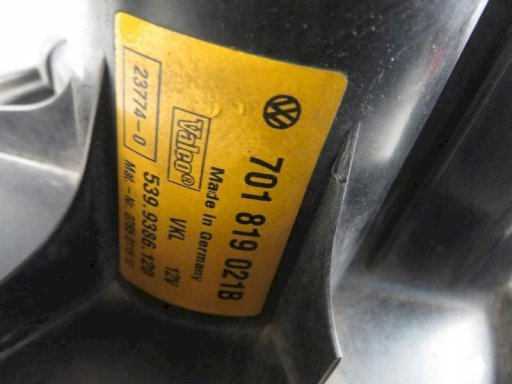 701 819 021B
Made in Germany
Valeo
VKL 12V
23774-0
539.9386.120